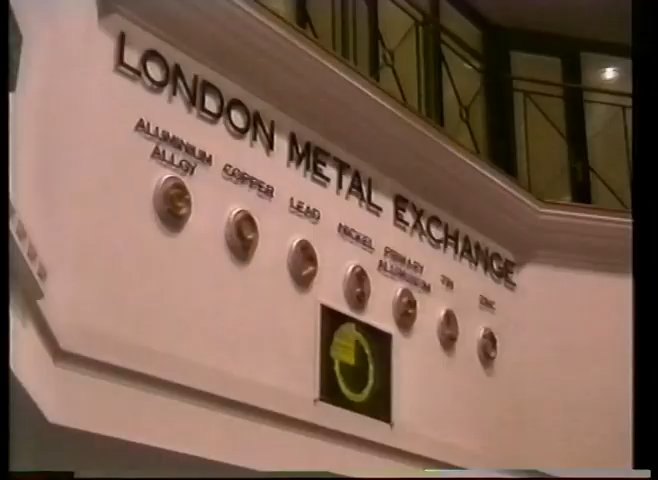 LONDON METAL EXCHANGE
ALUMINIUM
ALLOY
COPPER
LEAD
NICKEL
PRIMARY
ALUMINIUM
TIN
ZINC